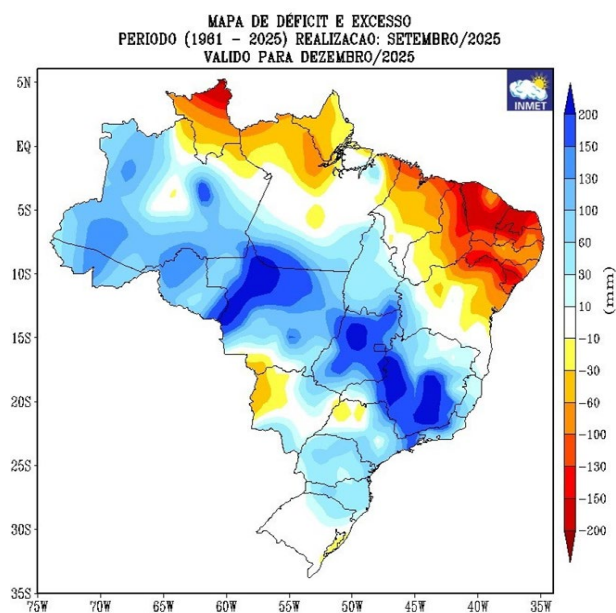 MAPA DE DÉFICIT E EXCESSO
PERIODO (1961 – 2025) REALIZACAO: SETEMBRO/2025
VALIDO PARA DEZEMBRO/2025
INMET
5N
EQ
5S
10S
15S
20S
25S
30S
35S
75W 70W 65W 60W 55W 50W 45W 40W 35W
200
150
100
60
30
10
-10
-30
-60
-100
-150
-200
(mm)